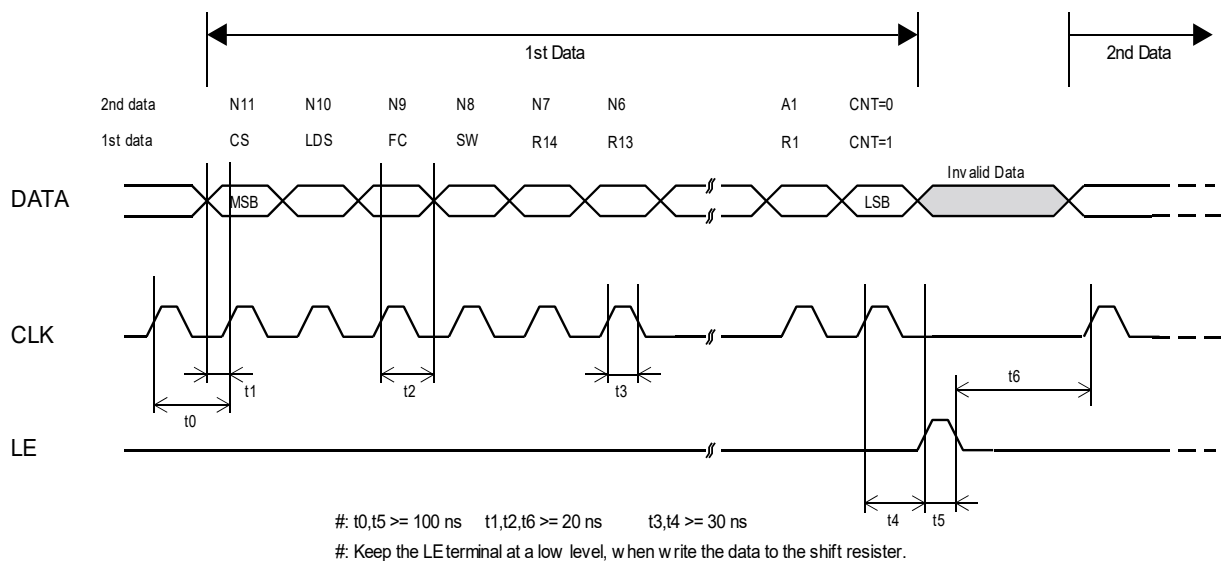 1st Data
2nd Data
2nd data N11 N10 N9 N8 N7 N6 A1 CNT=0
1st data CS LDS FC SW R14 R13 R1 CNT=1
Invalid Data
DATA MSB LSB
CLK
t1 t2 t3 t6
t0
LE
t4 t5
#: t0,t5 >= 100 ns t1,t2,t6 >= 20 ns t3,t4 >= 30 ns
#: Keep the LE terminal at a low level, when write the data to the shift resister.